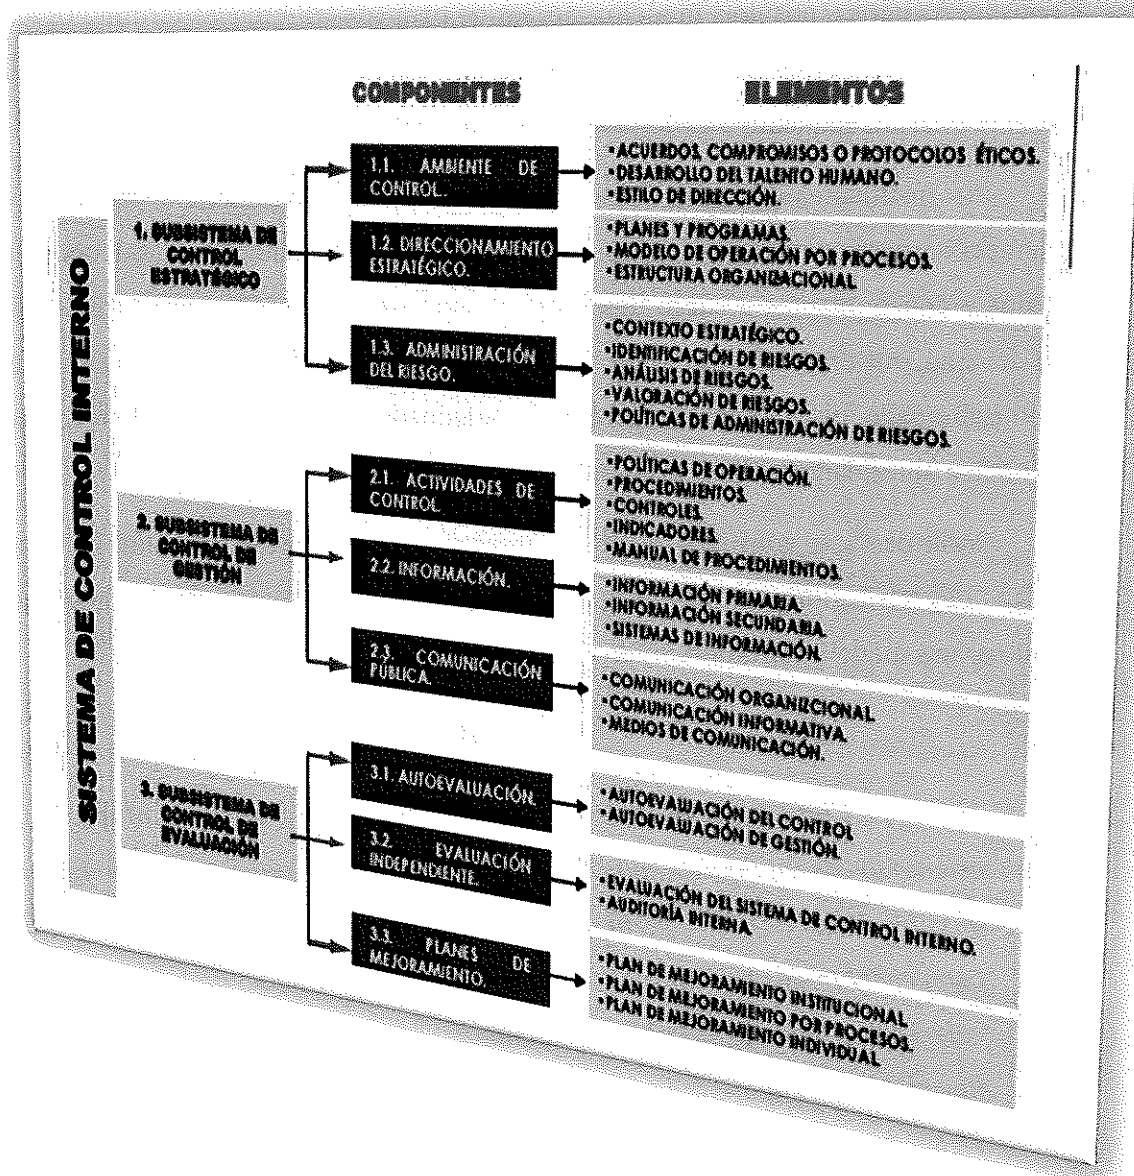 COMPONENTES
ELEMENTOS
SISTEMA DE CONTROL INTERNO
1. SUBSISTEMA DE
CONTROL
ESTRATÉGICO
1.1. AMBIENTE DE
CONTROL.
• ACUERDOS, COMPROMISOS O PROTOCOLOS ÉTICOS.
• DESARROLLO DEL TALENTO HUMANO.
• ESTILO DE DIRECCIÓN.
1.2. DIRECCIONAMIENTO
ESTRATÉGICO.
• PLANES Y PROGRAMAS.
• MODELO DE OPERACIÓN POR PROCESOS.
• ESTRUCTURA ORGANIZACIONAL
1.3. ADMINISTRACIÓN
DEL RIESGO.
• CONTEXTO ESTRATÉGICO.
• IDENTIFICACIÓN DE RIESGOS.
• ANÁLISIS DE RIESGOS.
• VALORACIÓN DE RIESGOS.
• POLÍTICAS DE ADMINISTRACIÓN DE RIESGOS.
2. SUBSISTEMA DE
CONTROL DE
GESTIÓN
2.1. ACTIVIDADES DE
CONTROL.
• POLÍTICAS DE OPERACIÓN.
• PROCEDIMIENTOS.
• CONTROLES.
• INDICADORES.
• MANUAL DE PROCEDIMIENTOS.
2.2. INFORMACIÓN.
• INFORMACIÓN PRIMARIA.
• INFORMACIÓN SECUNDARIA.
• SISTEMAS DE INFORMACIÓN.
2.3. COMUNICACIÓN
PÚBLICA.
• COMUNICACIÓN ORGANIZCIONAL.
• COMUNICACIÓN INFORMATIVA.
• MEDIOS DE COMUNICACIÓN.
3. SUBSISTEMA DE
CONTROL DE
EVALUACIÓN
3.1. AUTOEVALUACIÓN.
• AUTOEVALUACIÓN DEL CONTROL
• AUTOEVALUACIÓN DE GESTIÓN.
3.2. EVALUACIÓN
INDEPENDIENTE.
• EVALUACIÓN DEL SISTEMA DE CONTROL INTERNO.
• AUDITORÍA INTERNA.
3.3. PLANES DE
MEJORAMIENTO.
• PLAN DE MEJORAMIENTO INSTITUCIONAL
• PLAN DE MEJORAMIENTO POR PROCESOS.
• PLAN DE MEJORAMIENTO INDIVIDUAL